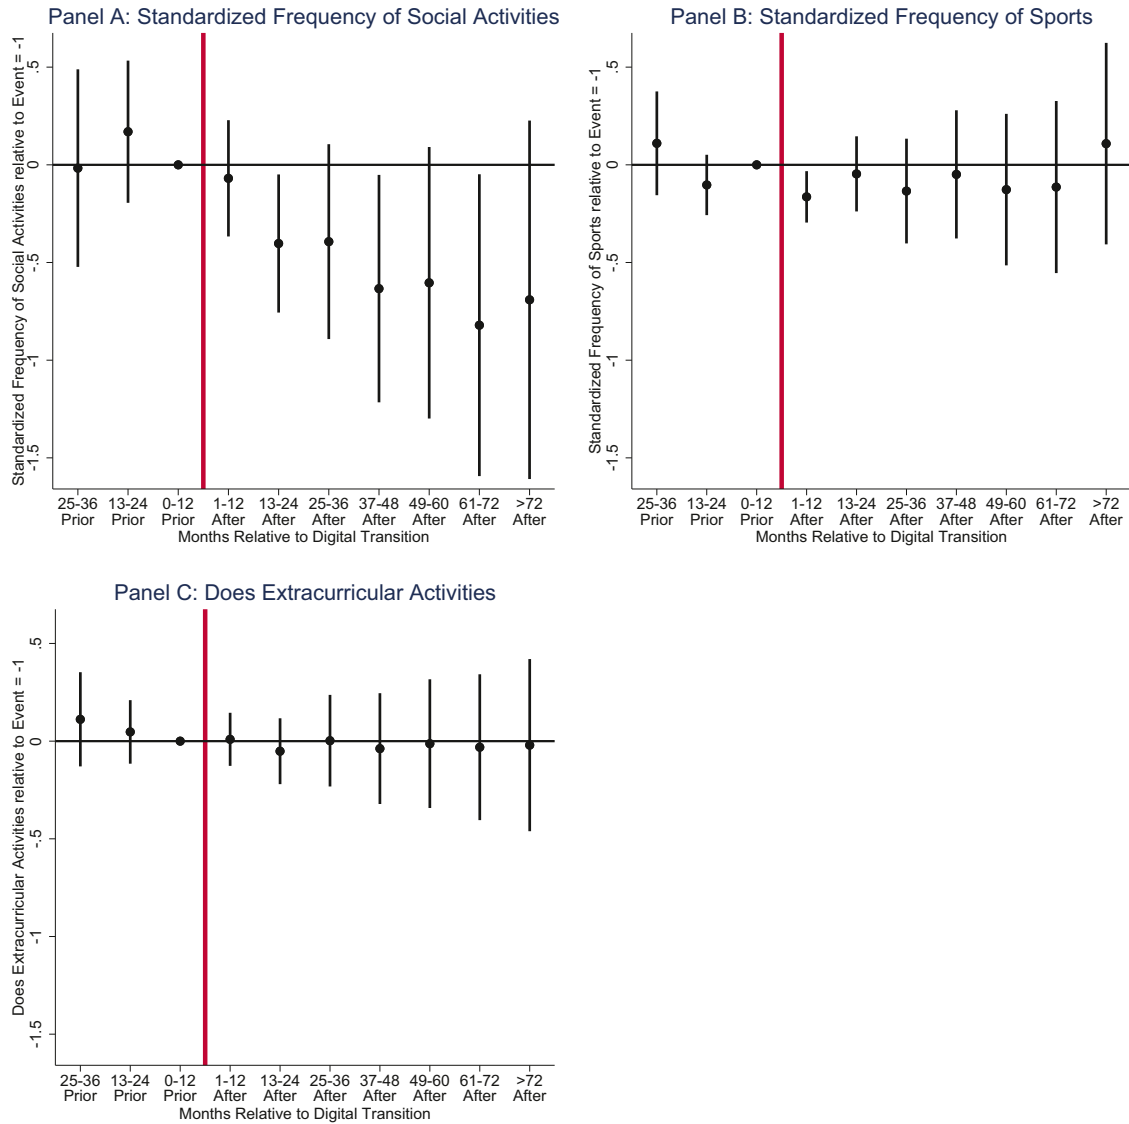 Panel A: Standardized Frequency of Social Activities
Standardized Frequency of Social Activities relative to Event = -1
.5
0
-.5
-1
-1.5
25-36 13-24 0-12 1-12 13-24 25-36 37-48 49-60 61-72 >72
Prior Prior Prior After After After After After After After
Months Relative to Digital Transition
Panel B: Standardized Frequency of Sports
Standardized Frequency of Sports relative to Event = -1
.5
0
-.5
-1
-1.5
25-36 13-24 0-12 1-12 13-24 25-36 37-48 49-60 61-72 >72
Prior Prior Prior After After After After After After After
Months Relative to Digital Transition
Panel C: Does Extracurricular Activities
Does Extracurricular Activities relative to Event = -1
.5
0
-.5
-1
-1.5
25-36 13-24 0-12 1-12 13-24 25-36 37-48 49-60 61-72 >72
Prior Prior Prior After After After After After After After
Months Relative to Digital Transition